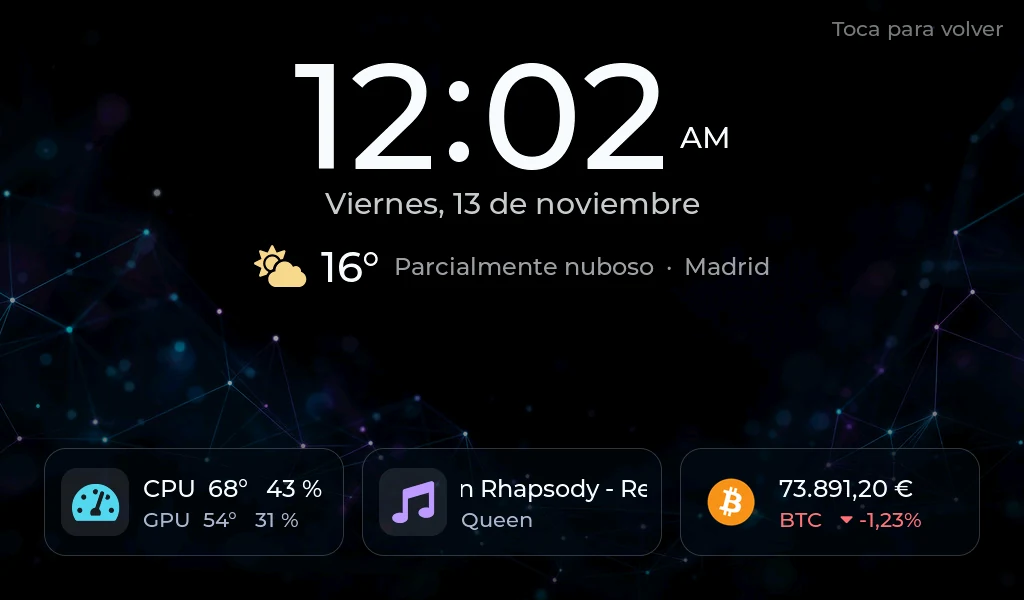 Toca para volver
12:02 AM
Viernes, 13 de noviembre
16° Parcialmente nuboso · Madrid
CPU 68° 43 %
GPU 54° 31 %
n Rhapsody - Re
Queen
73.891,20 €
BTC -1,23%